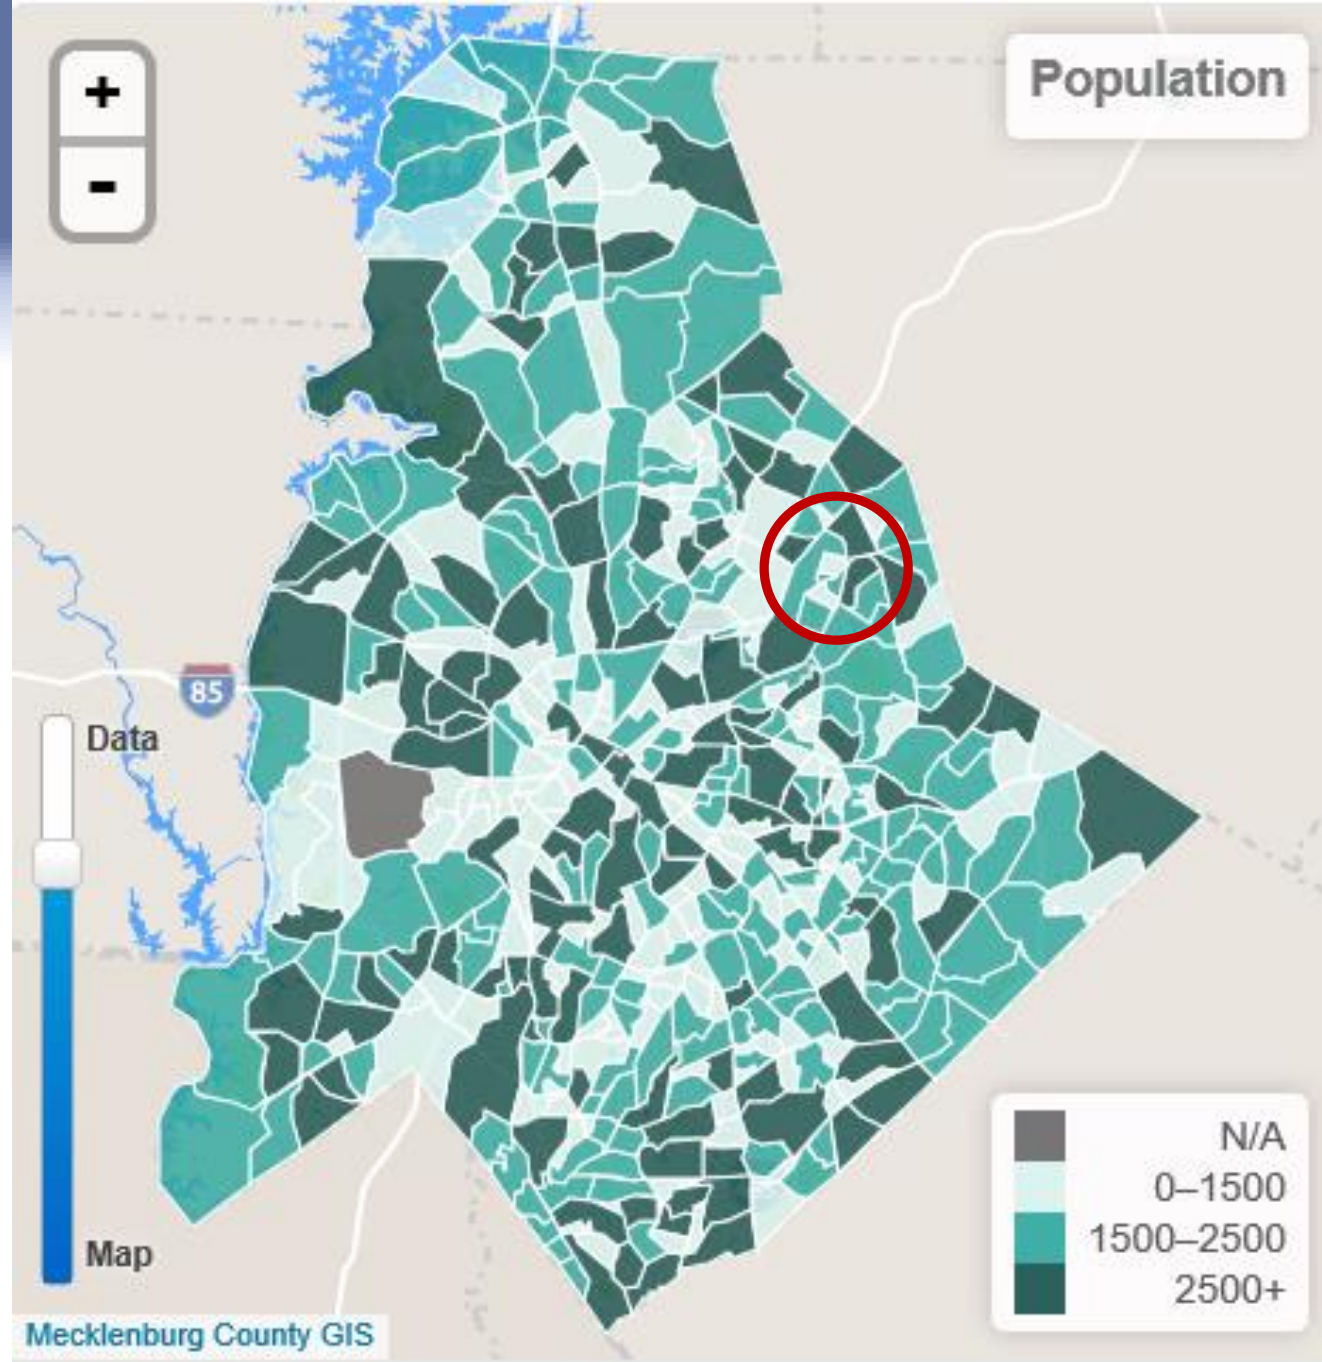 +
-
Population
85
Data
Map
N/A
0–1500
1500–2500
2500+
Mecklenburg County GIS